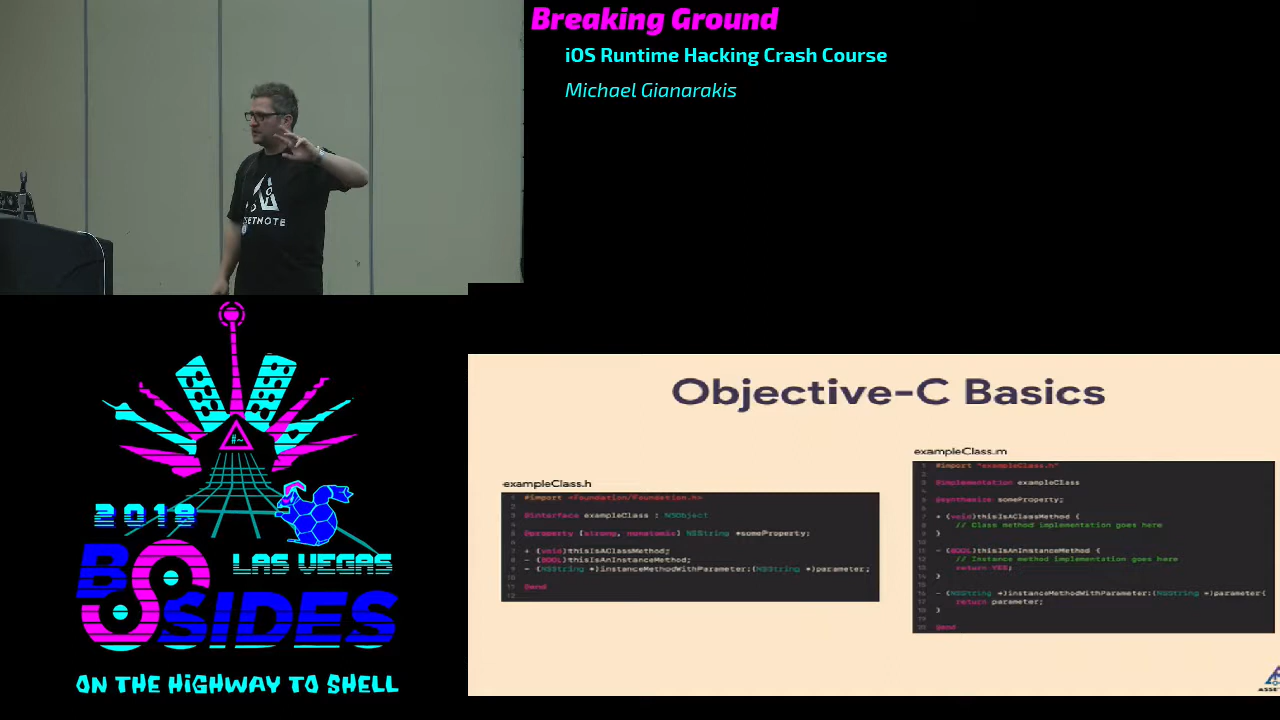 Breaking Ground
iOS Runtime Hacking Crash Course
Michael Gianarakis
#~
2019
LAS VEGAS
BSIDES
ON THE HIGHWAY TO SHELL
Objective-C Basics
exampleClass.h
#import <Foundation/Foundation.h>
@interface exampleClass : NSObject
@property (strong, nonatomic) NSString *someProperty;
+ (void)thisIsAClassMethod;
- (BOOL)thisIsAnInstanceMethod;
- (NSString *)instanceMethodWithParameter:(NSString *)parameter;
@end
exampleClass.m
#import "exampleClass.h"
@implementation exampleClass
@synthesize someProperty;
+ (void)thisIsAClassMethod {
// Class method implementation goes here
}
- (BOOL)thisIsAnInstanceMethod {
// Instance method implementation goes here
return YES;
}
- (NSString *)instanceMethodWithParameter:(NSString *)parameter{
return parameter;
}
@end